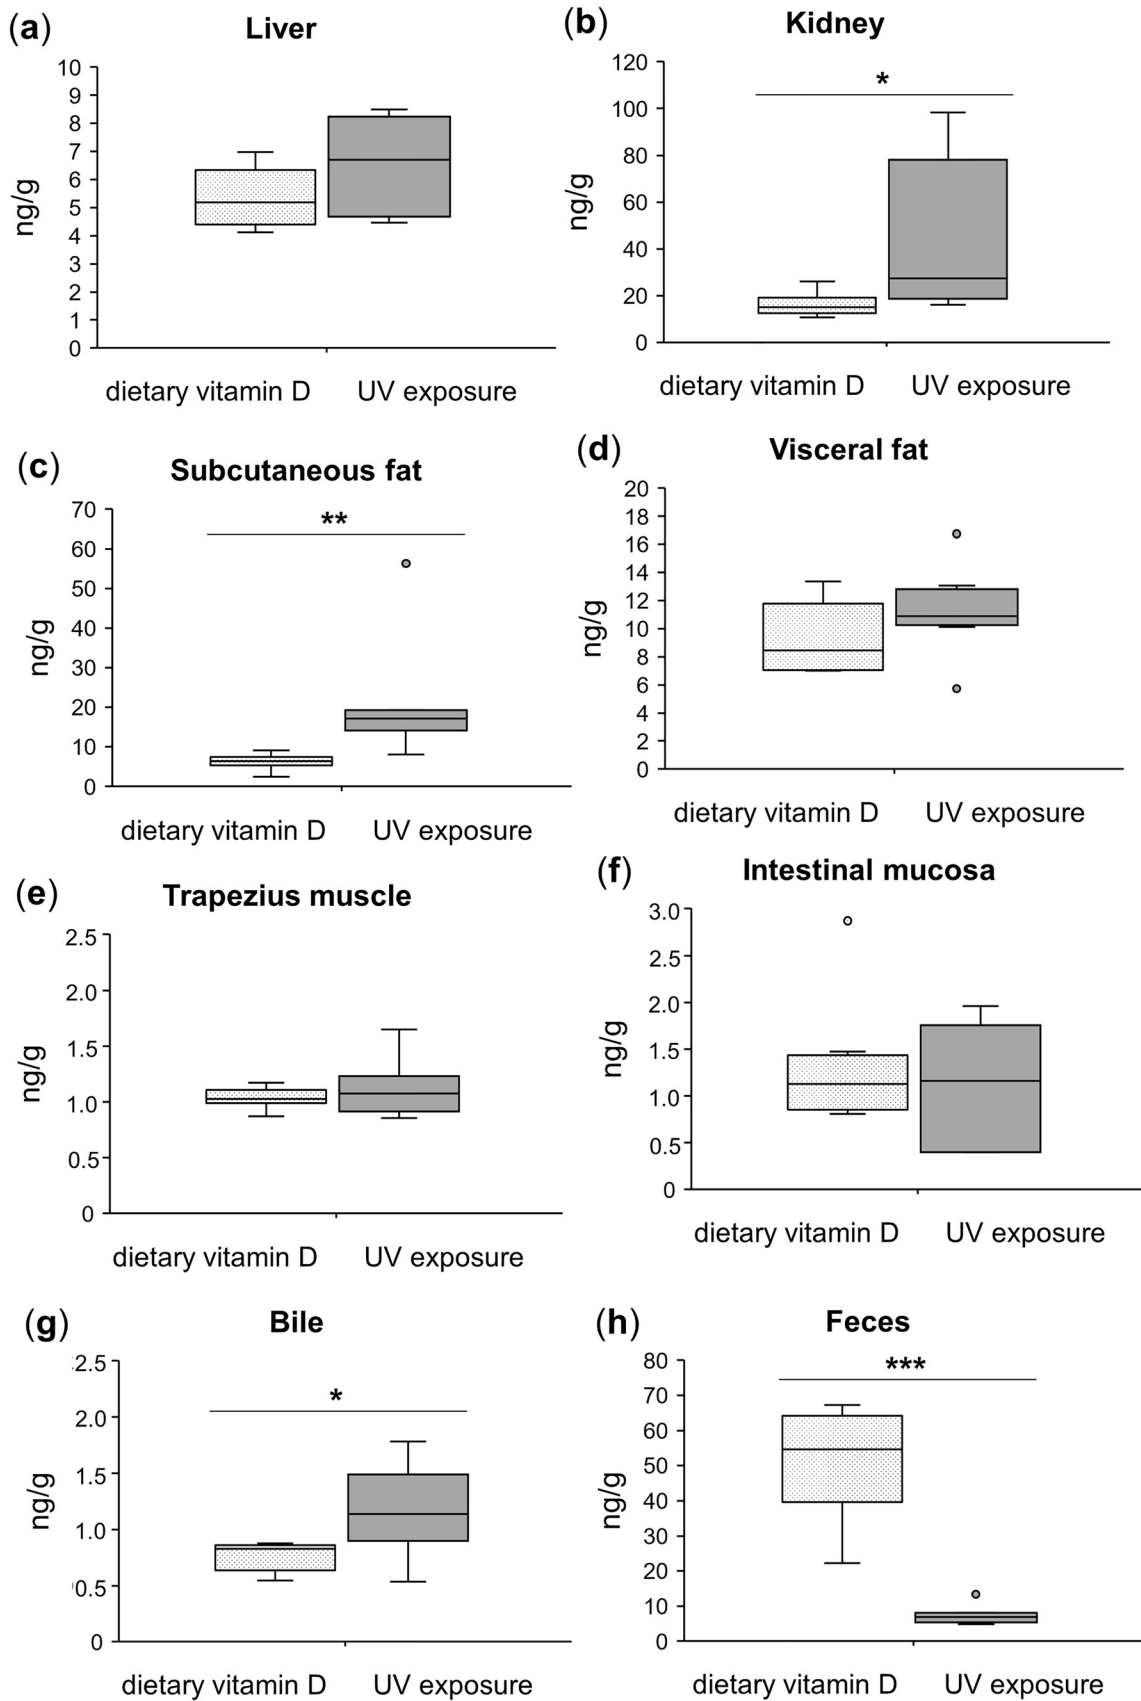 (a) Liver
10
9
8
7
6
5
4
3
2
1
0
ng/g
dietary vitamin D UV exposure
(b) Kidney
120
100
80
60
40
20
0
ng/g
*
dietary vitamin D UV exposure
(c) Subcutaneous fat
70
60
50
40
30
20
10
0
ng/g
**
dietary vitamin D UV exposure
(d) Visceral fat
20
18
16
14
12
10
8
6
4
2
0
ng/g
dietary vitamin D UV exposure
(e) Trapezius muscle
2.5
2.0
1.5
1.0
0.5
0
ng/g
dietary vitamin D UV exposure
(f) Intestinal mucosa
3.0
2.5
2.0
1.5
1.0
0.5
0
ng/g
dietary vitamin D UV exposure
(g) Bile
2.5
2.0
1.5
1.0
0.5
0
ng/g
*
dietary vitamin D UV exposure
(h) Feces
80
70
60
50
40
30
20
10
0
ng/g
***
dietary vitamin D UV exposure